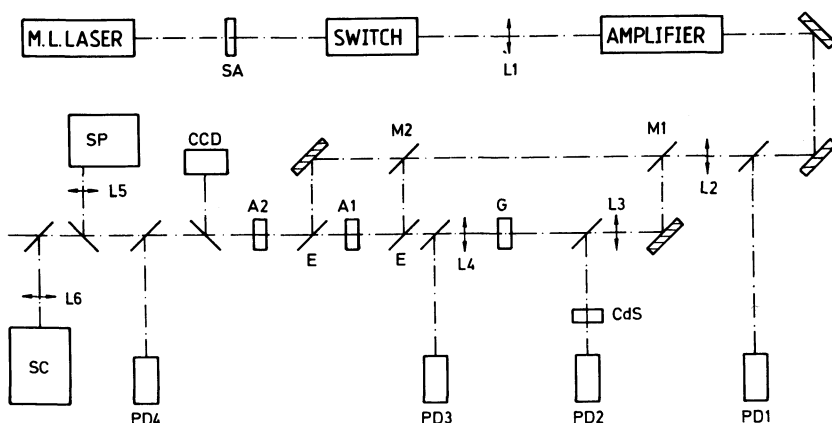 M.L.LASER
SA
SWITCH
L1
AMPLIFIER
SP
CCD
M2
M1
L5
L2
A2
A1
G
L3
E
E
L4
L6
CdS
SC
PD4
PD3
PD2
PD1